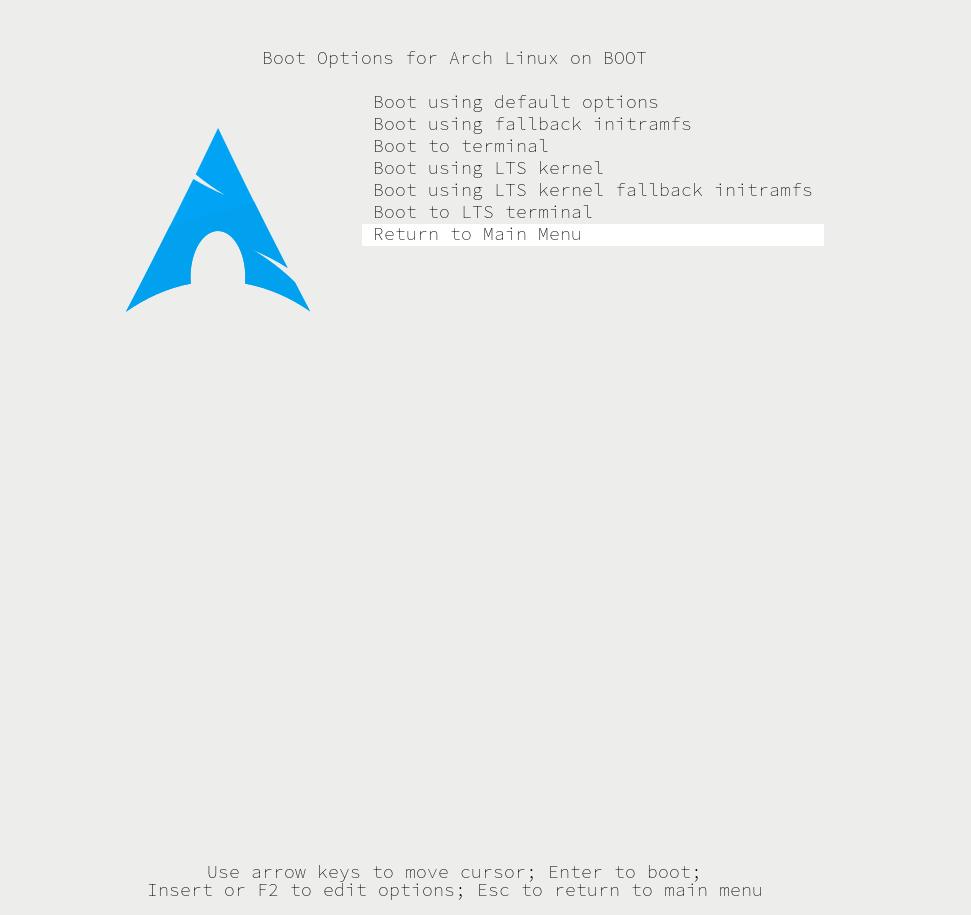 Boot Options for Arch Linux on BOOT
Boot using default options
Boot using fallback initramfs
Boot to terminal
Boot using LTS kernel
Boot using LTS kernel fallback initramfs
Boot to LTS terminal
Return to Main Menu
Use arrow keys to move cursor; Enter to boot;
Insert or F2 to edit options; Esc to return to main menu